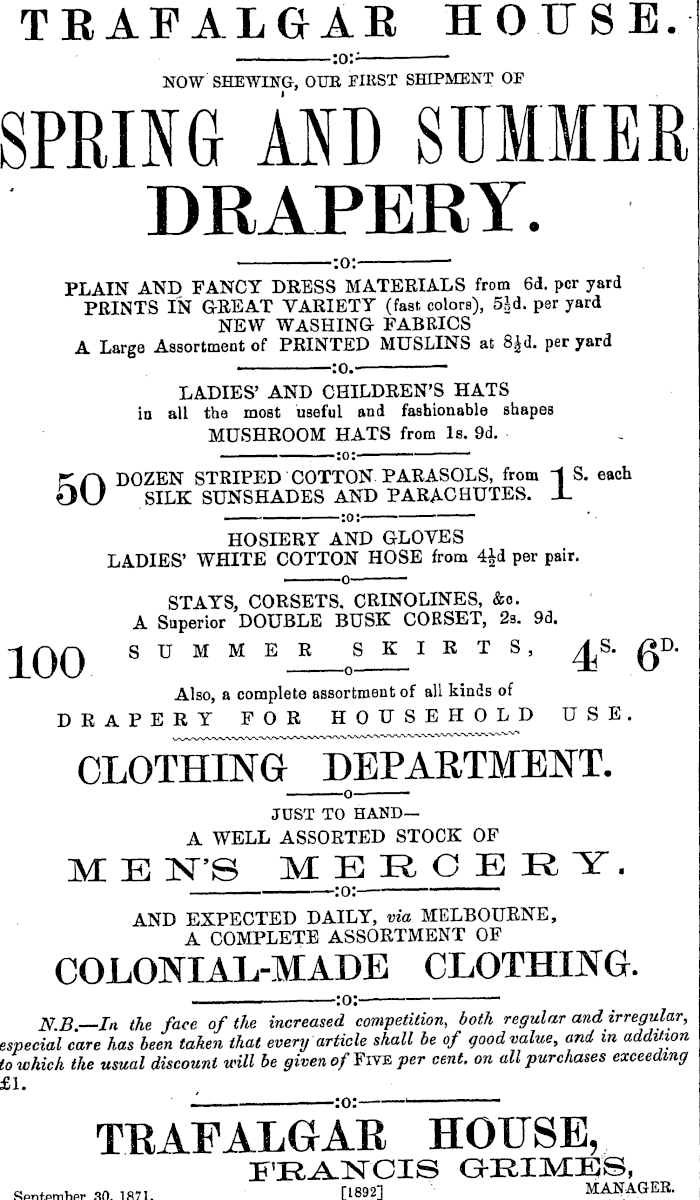 TRAFALGAR HOUSE.
:o:
NOW SHEWING, OUR FIRST SHIPMENT OF
SPRING AND SUMMER
DRAPERY.
:o:
PLAIN AND FANCY DRESS MATERIALS from 6d. per yard
PRINTS IN GREAT VARIETY (fast colors), 5½d. per yard
NEW WASHING FABRICS
A Large Assortment of PRINTED MUSLINS at 8½d. per yard
:o.
LADIES' AND CHILDREN'S HATS
in all the most useful and fashionable shapes
MUSHROOM HATS from 1s. 9d.
:o:
50 DOZEN STRIPED COTTON PARASOLS, from 1S. each
SILK SUNSHADES AND PARACHUTES.
:o:
HOSIERY AND GLOVES
LADIES' WHITE COTTON HOSE from 4½d per pair.
o
STAYS, CORSETS. CRINOLINES, &c.
A Superior DOUBLE BUSK CORSET, 2s. 9d.
100 SUMMER SKIRTS, 4S. 6D.
o
Also, a complete assortment of all kinds of
DRAPERY FOR HOUSEHOLD USE.
CLOTHING DEPARTMENT.
o
JUST TO HAND—
A WELL ASSORTED STOCK OF
MEN'S MERCERY.
:o:
AND EXPECTED DAILY, via MELBOURNE,
A COMPLETE ASSORTMENT OF
COLONIAL-MADE CLOTHING.
:o:
N.B.—In the face of the increased competition, both regular and irregular,
especial care has been taken that every article shall be of good value, and in addition
to which the usual discount will be given of FIVE per cent. on all purchases exceeding
£1.
:o:
TRAFALGAR HOUSE,
FRANCIS GRIMES,
MANAGER.
September 30, 1871. [1892]